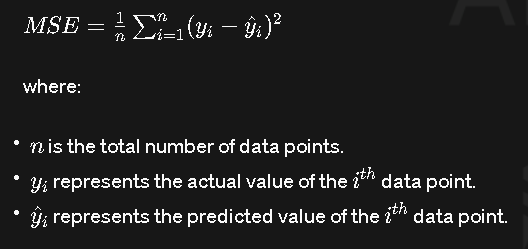 MSE = \frac{1}{n} \sum_{i=1}^{n} (y_i - \hat{y}_i)^2
where:
• n is the total number of data points.
• y_i represents the actual value of the i^{th} data point.
• \hat{y}_i represents the predicted value of the i^{th} data point.